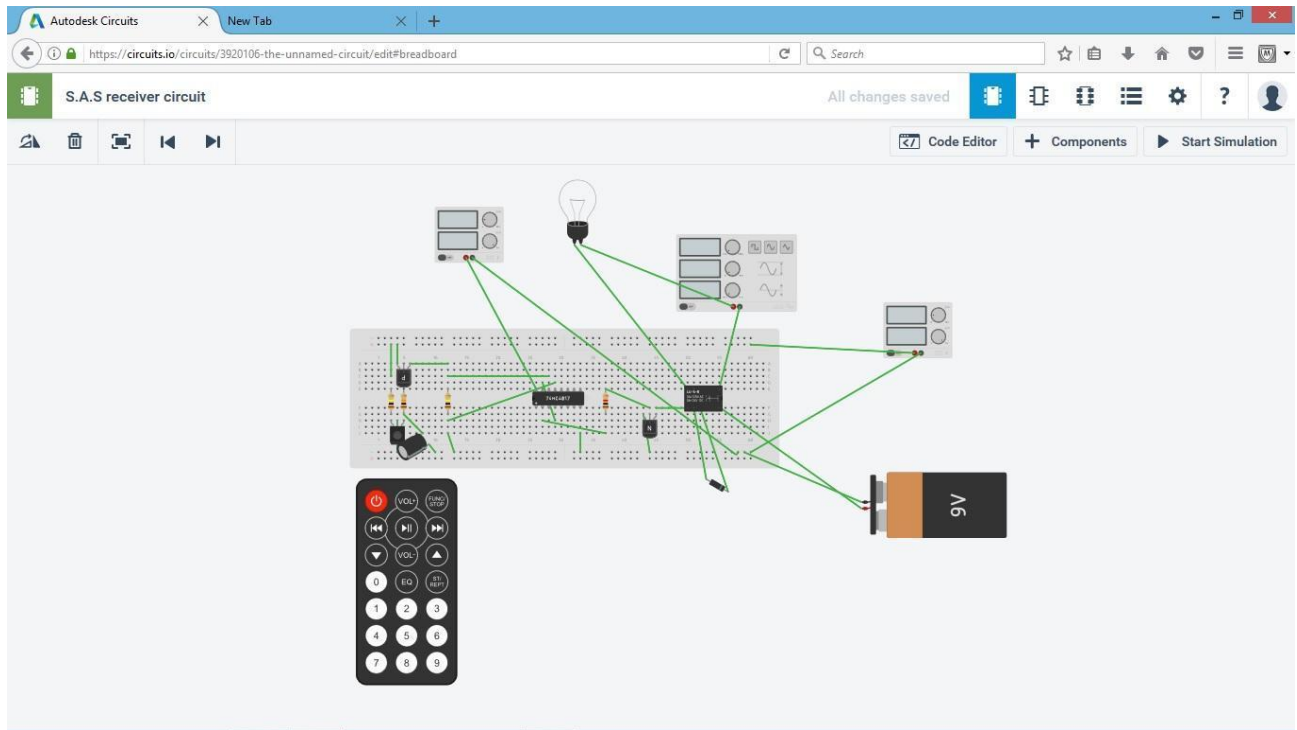 Autodesk Circuits
New Tab
https://circuits.io/circuits/3920106-the-unnamed-circuit/edit#breadboard
Search
S.A.S receiver circuit
All changes saved
?
Code Editor
Components
Start Simulation
P
74HC4017
N
9V
VOL+
FUNC/
STOP
VOL-
0
EQ
ST/
REPT
1
2
3
4
5
6
7
8
9